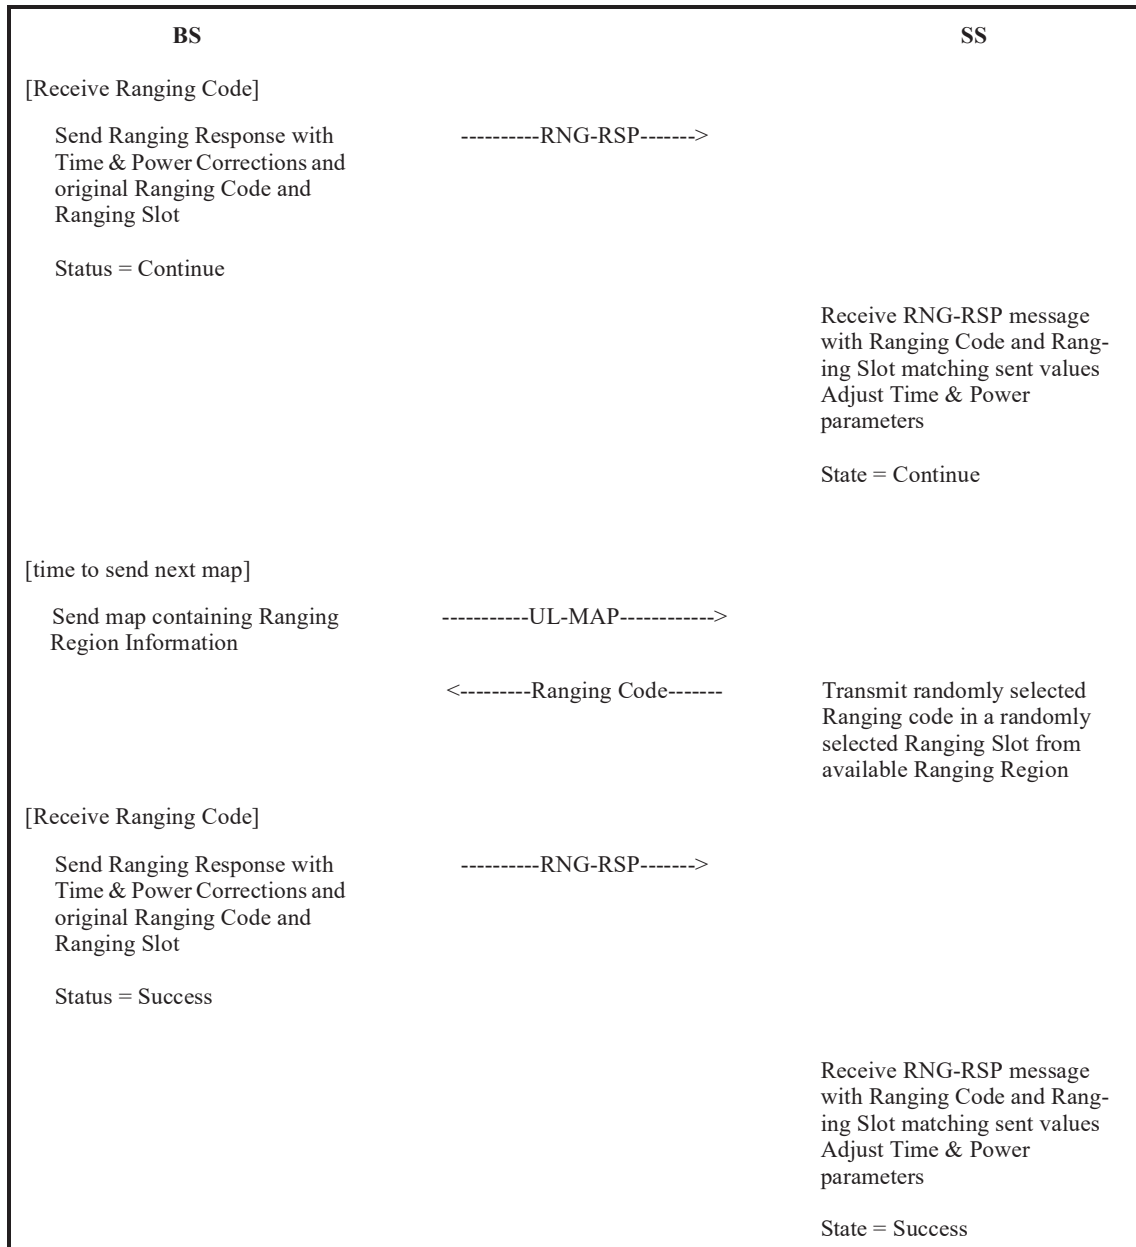 BS SS
[Receive Ranging Code]
Send Ranging Response with ----------RNG-RSP------->
Time & Power Corrections and
original Ranging Code and
Ranging Slot
Status = Continue
Receive RNG-RSP message
with Ranging Code and Rang-
ing Slot matching sent values
Adjust Time & Power
parameters
State = Continue
[time to send next map]
Send map containing Ranging -----------UL-MAP------------>
Region Information
<---------Ranging Code------- Transmit randomly selected
Ranging code in a randomly
selected Ranging Slot from
available Ranging Region
[Receive Ranging Code]
Send Ranging Response with ----------RNG-RSP------->
Time & Power Corrections and
original Ranging Code and
Ranging Slot
Status = Success
Receive RNG-RSP message
with Ranging Code and Rang-
ing Slot matching sent values
Adjust Time & Power
parameters
State = Success